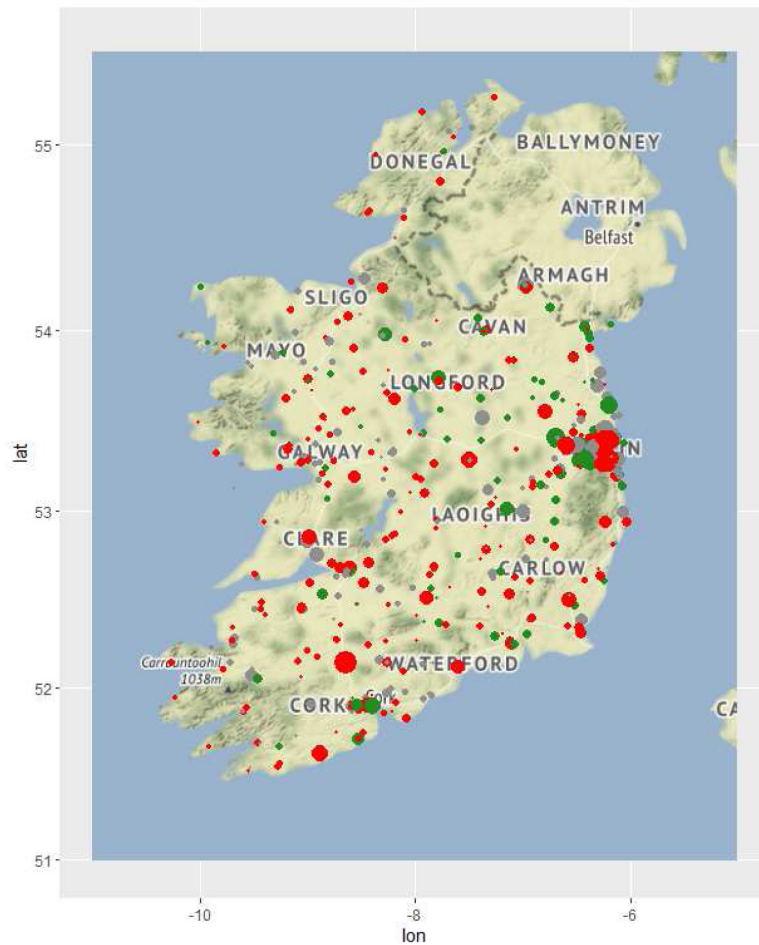 55
BALLYMONEY
DONEGAL
ANTRIM
Belfast
ARMAGH
SLIGO
54
CAVAN
MAYO
LONGFORD
lat
GALWAY
53
CLARE
CARLOW
Carrauntoohil
1038m
WATERFORD
52
CORK
Cork
CA
51
-10
-8
-6
lon